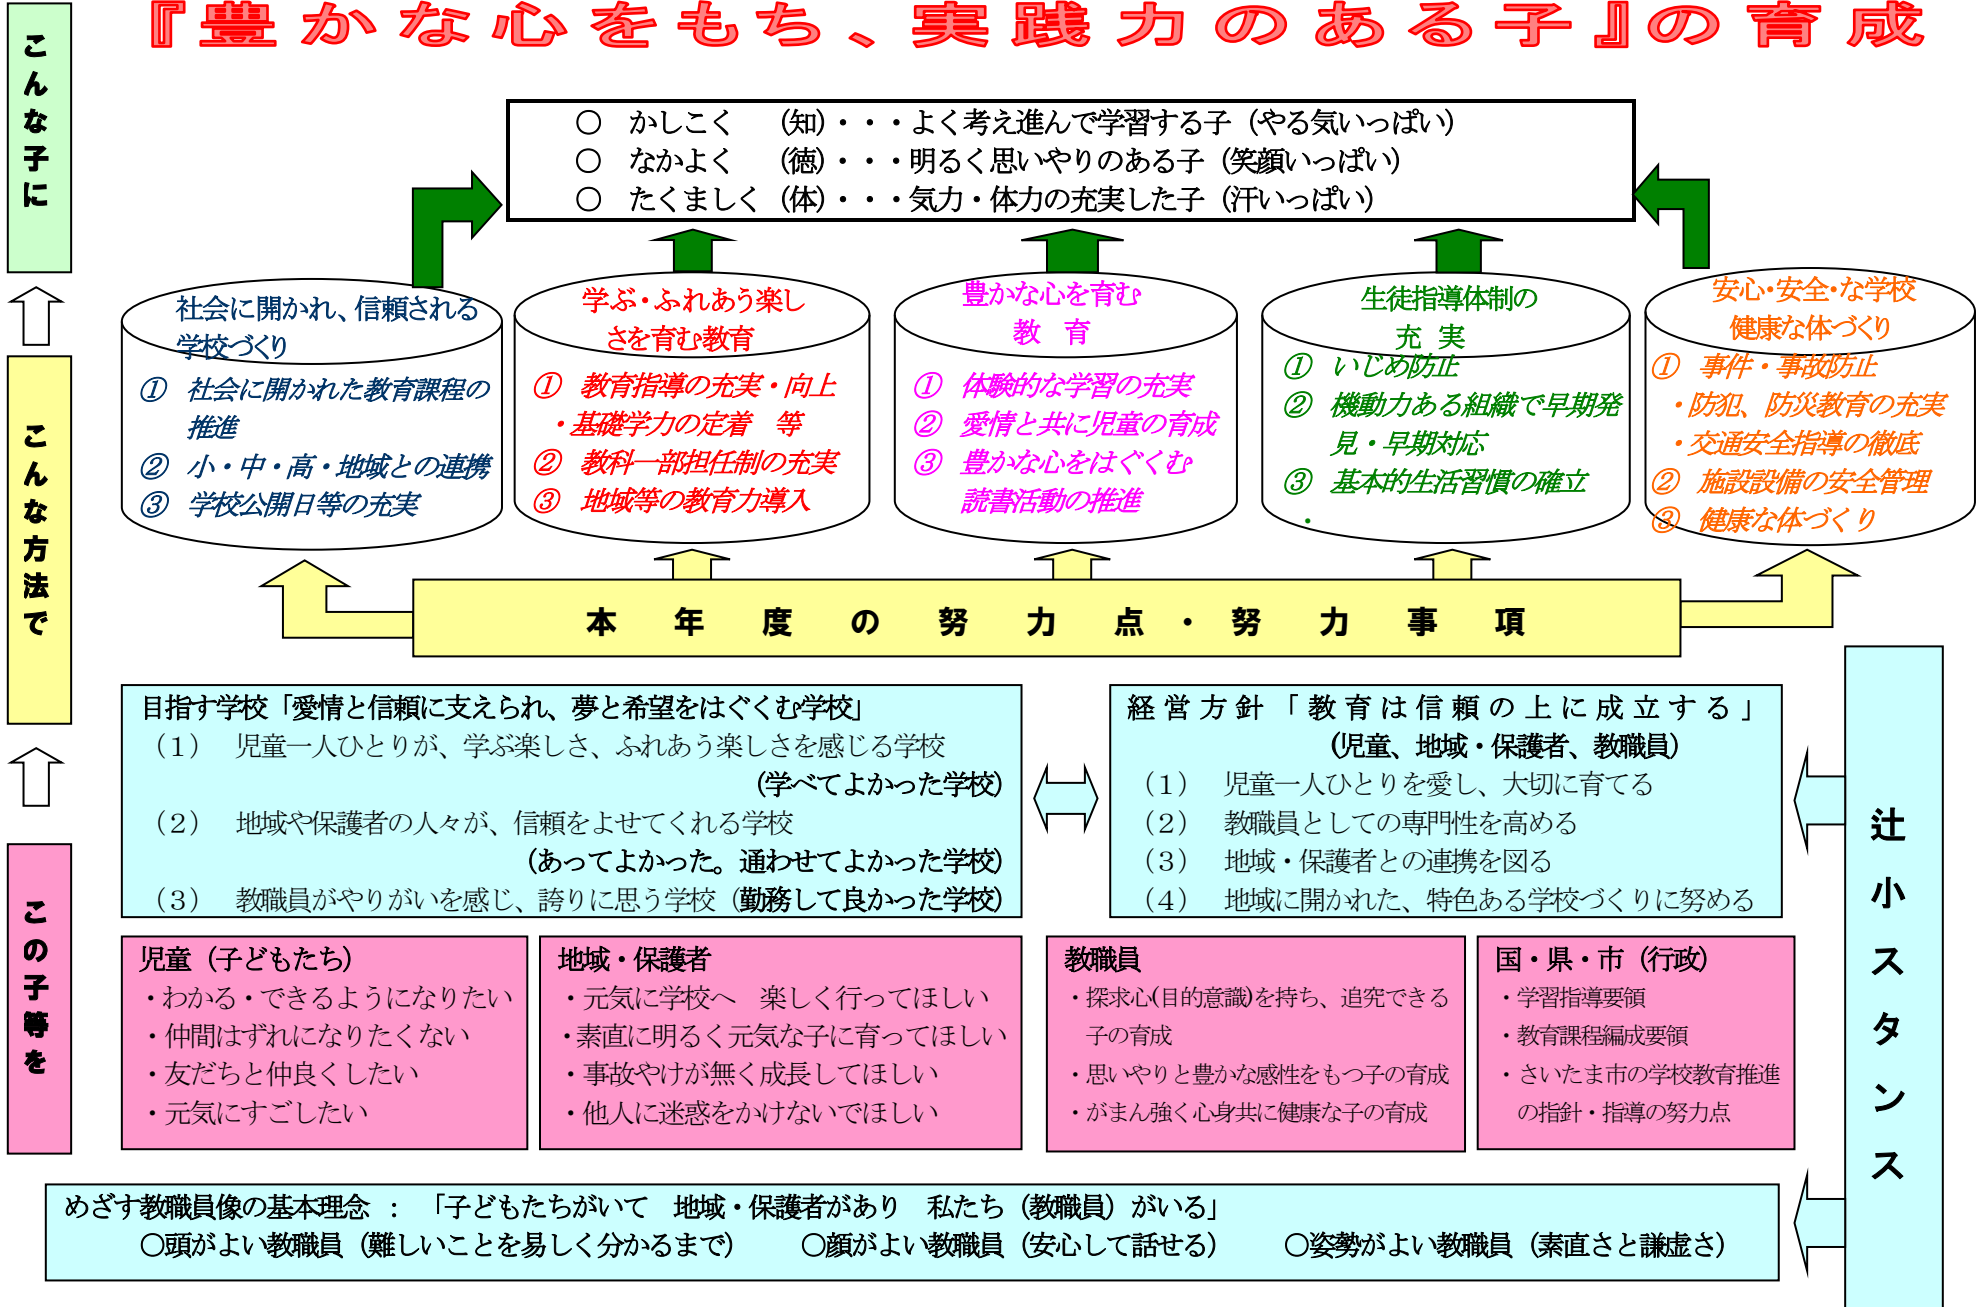 『豊かな心をもち、実践力のある子』の育成
こんな子に
○　かしこく　（知）・・・よく考え進んで学習する子（やる気いっぱい）
○　なかよく　（徳）・・・明るく思いやりのある子（笑顔いっぱい）
○　たくましく（体）・・・気力・体力の充実した子（汗いっぱい）
社会に開かれ、信頼される
学校づくり
①　社会に開かれた教育課程の
推進
②　小・中・高・地域との連携
③　学校公開日等の充実
学ぶ・ふれあう楽し
さを育む教育
①　教育指導の充実・向上
・基礎学力の定着　等
②　教科一部担任制の充実
③　地域等の教育力導入
豊かな心を育む
教　育
①　体験的な学習の充実
②　愛情と共に児童の育成
③　豊かな心をはぐくむ
読書活動の推進
生徒指導体制の
充　実
①　いじめ防止
②　機動力ある組織で早期発
見・早期対応
③　基本的生活習慣の確立
・
安心・安全・な学校
健康な体づくり
①　事件・事故防止
・防犯、防災教育の充実
・交通安全指導の徹底
②　施設設備の安全管理
③　健康な体づくり
こんな方法で
本年度の努力点・努力事項
目指す学校「愛情と信頼に支えられ、夢と希望をはぐくむ学校」
（１）　児童一人ひとりが、学ぶ楽しさ、ふれあう楽しさを感じる学校
（学べてよかった学校）
（２）　地域や保護者の人々が、信頼をよせてくれる学校
（あってよかった。通わせてよかった学校）
（３）　教職員がやりがいを感じ、誇りに思う学校（勤務して良かった学校）
経営方針「教育は信頼の上に成立する」
（児童、地域・保護者、教職員）
（１）　児童一人ひとりを愛し、大切に育てる
（２）　教職員としての専門性を高める
（３）　地域・保護者との連携を図る
（４）　地域に開かれた、特色ある学校づくりに努める
辻小スタンス
この子等を
児童（子どもたち）
・わかる・できるようになりたい
・仲間はずれになりたくない
・友だちと仲良くしたい
・元気にすごしたい
地域・保護者
・元気に学校へ　楽しく行ってほしい
・素直に明るく元気な子に育ってほしい
・事故やけが無く成長してほしい
・他人に迷惑をかけないでほしい
教職員
・探求心（目的意識）を持ち、追究できる
子の育成
・思いやりと豊かな感性をもつ子の育成
・がまん強く心身共に健康な子の育成
国・県・市（行政）
・学習指導要領
・教育課程編成要領
・さいたま市の学校教育推進
の指針・指導の努力点
めざす教職員像の基本理念　：　「子どもたちがいて　地域・保護者があり　私たち（教職員）がいる」
○頭がよい教職員（難しいことを易しく分かるまで）　○顔がよい教職員（安心して話せる）　○姿勢がよい教職員（素直さと謙虚さ）